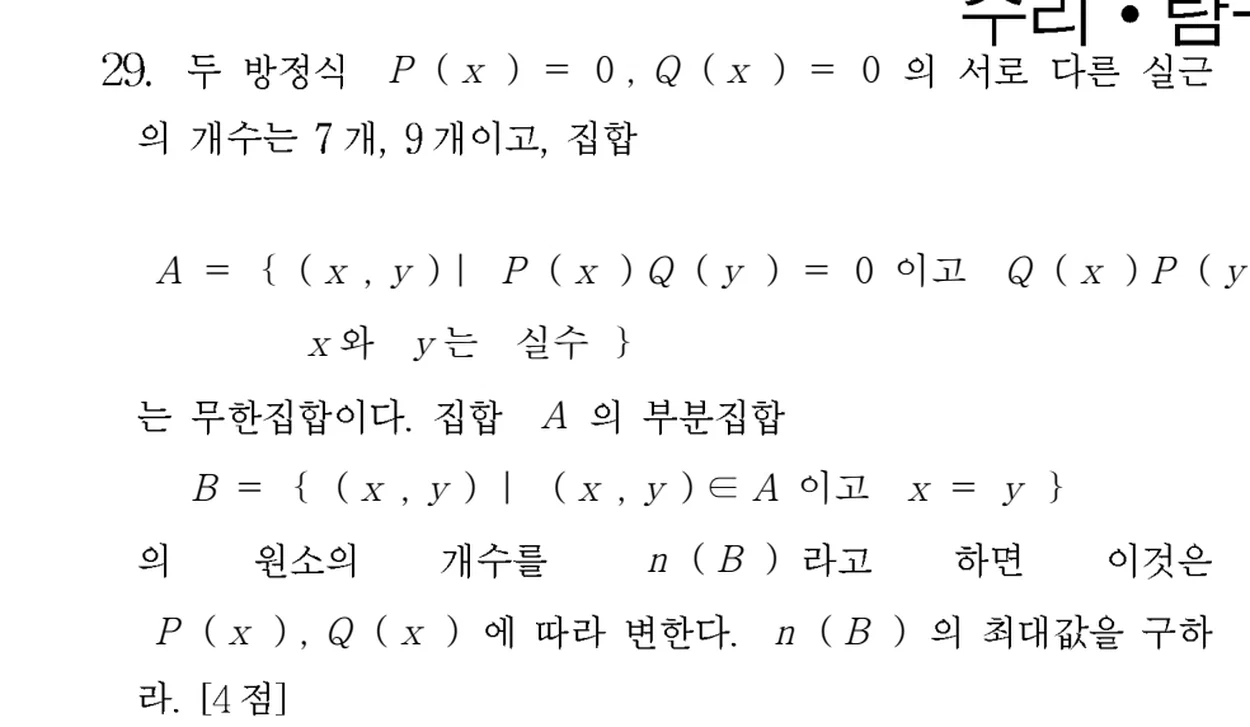 수리・탐
29. 두 방정식 P ( x ) = 0 , Q ( x ) = 0 의 서로 다른 실근
의 개수는 7 개, 9 개이고, 집합
A = { ( x , y ) | P ( x ) Q ( y ) = 0 이고 Q ( x ) P ( y
x 와 y 는 실수 }
는 무한집합이다. 집합 A 의 부분집합
B = { ( x , y ) | ( x , y ) ∈ A 이고 x = y }
의 원소의 개수를 n ( B ) 라고 하면 이것은
P ( x ) , Q ( x ) 에 따라 변한다. n ( B ) 의 최대값을 구하
라. [4 점]